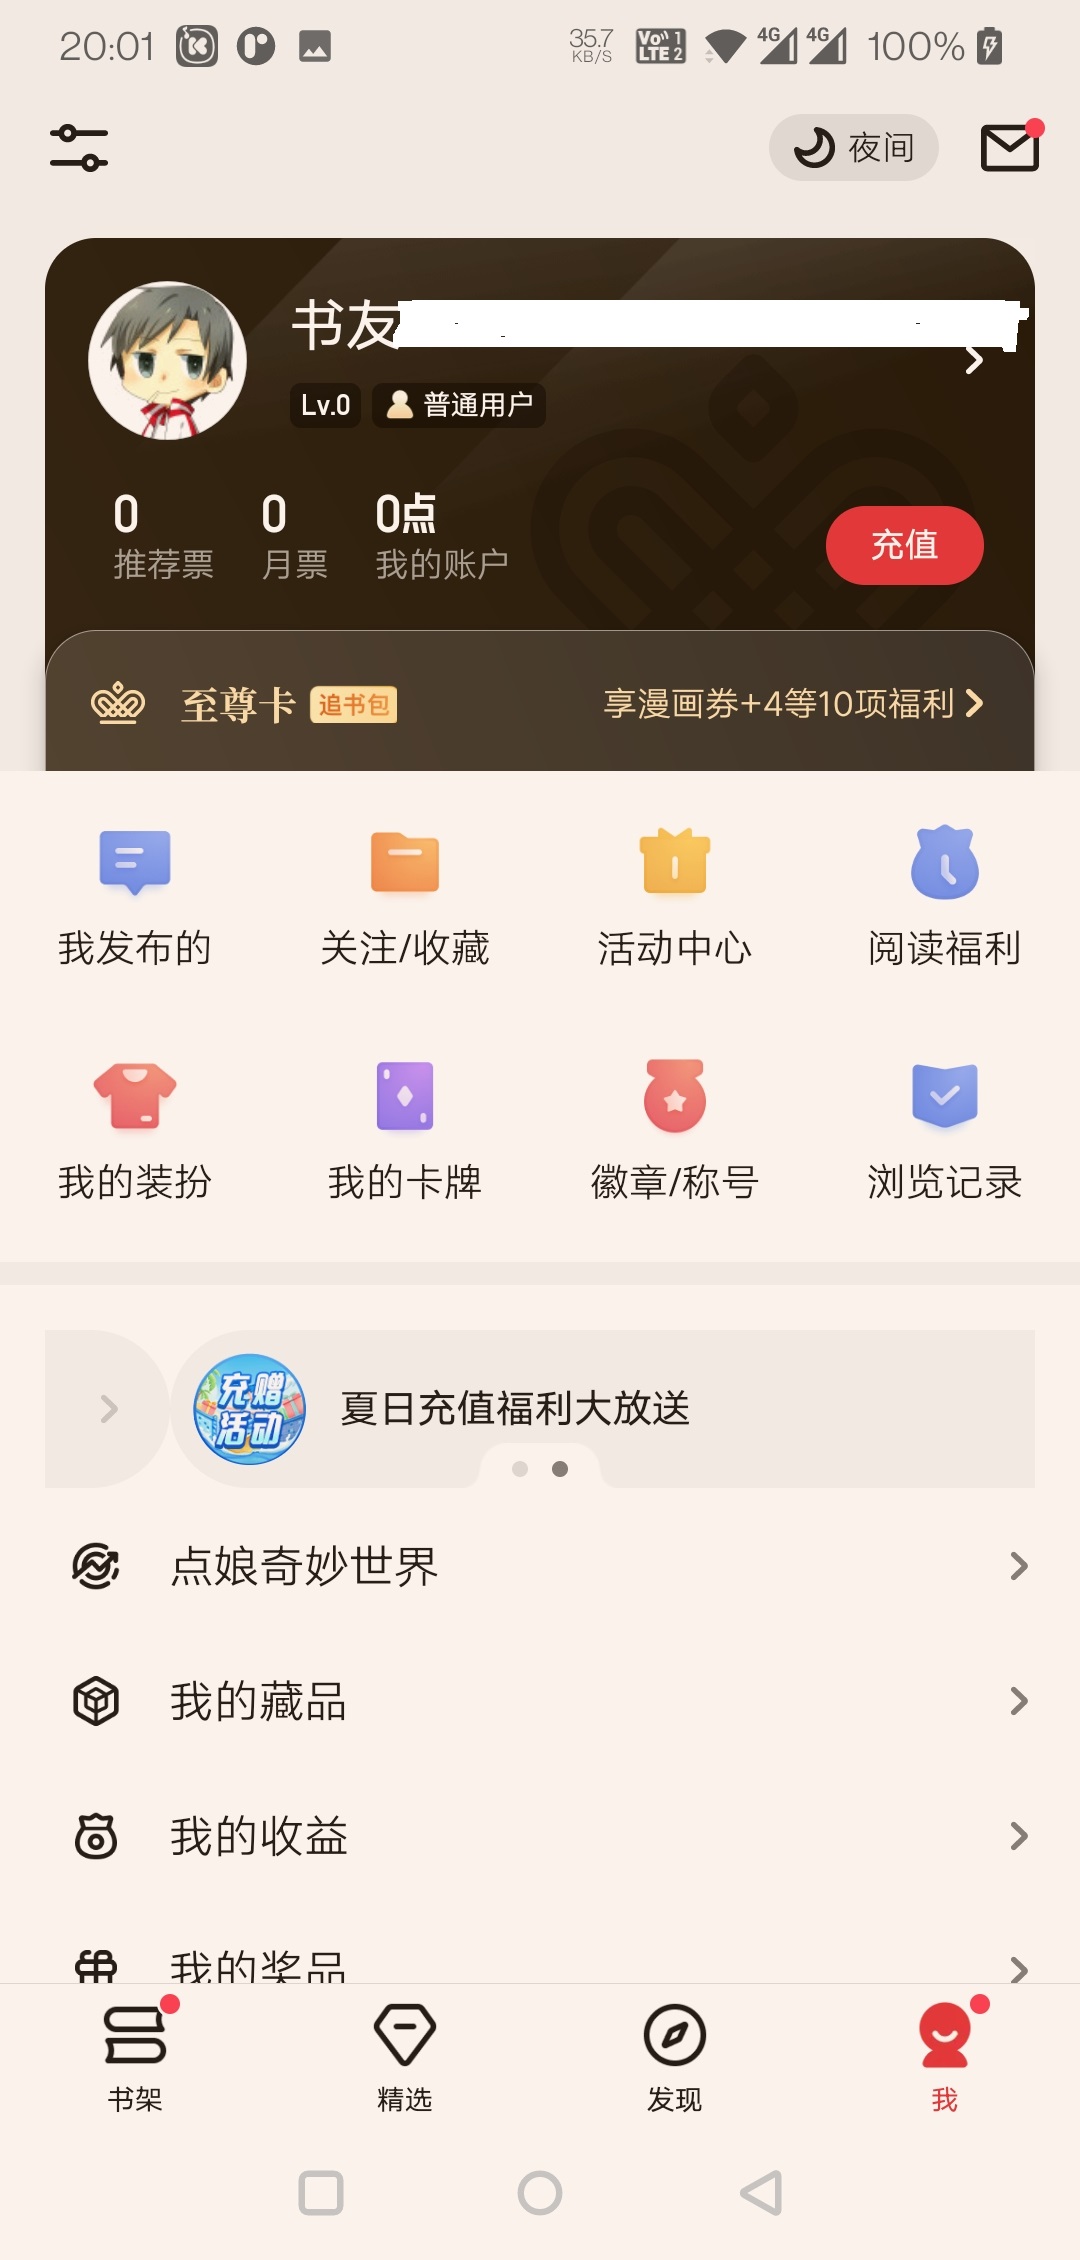 20:01
35.7 KB/S
Vo)) 1 LTE 2
4G
4G
100%
夜间
书友
Lv.0
普通用户
0
0
0点
推荐票
月票
我的账户
充值
至尊卡
追书包
享漫画券+4等10项福利
我发布的
关注/收藏
活动中心
阅读福利
我的装扮
我的卡牌
徽章/称号
浏览记录
充赠
活动
夏日充值福利大放送
点娘奇妙世界
我的藏品
我的收益
我的奖品
书架
精选
发现
我